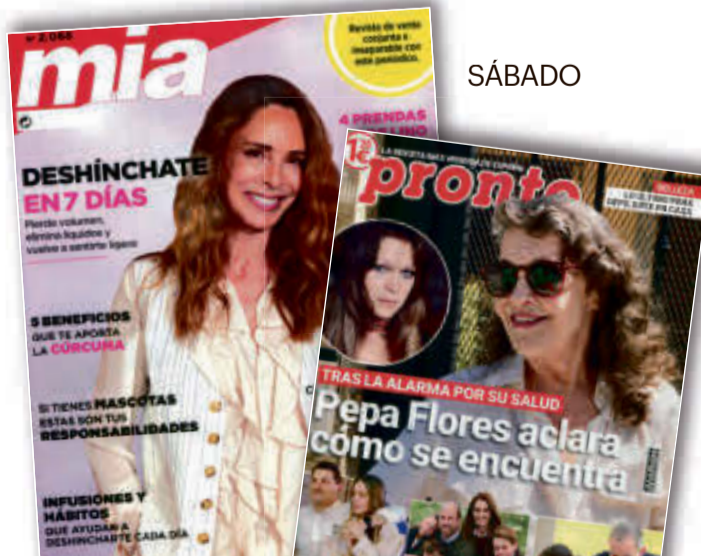 SÁBADO
nº 2.068
mia
Revista de venta
conjunta e
inseparable con
este periódico.
4 PRENDAS
LINO
DESHÍNCHATE
EN 7 DÍAS
Pierde volumen,
elimina líquidos y
vuelve a sentirte ligera
5 BENEFICIOS
QUE TE APORTA
LA CÚRCUMA
SI TIENES MASCOTAS
ESTAS SON TUS
RESPONSABILIDADES
INFUSIONES Y
HÁBITOS
QUE AYUDAN A
DESHINCHARTE CADA DÍA
LA REVISTA MÁS VENDIDA DE ESPAÑA
pronto
BELLEZA
TRAS LA ALARMA POR SU SALUD
Pepa Flores aclara
cómo se encuentra